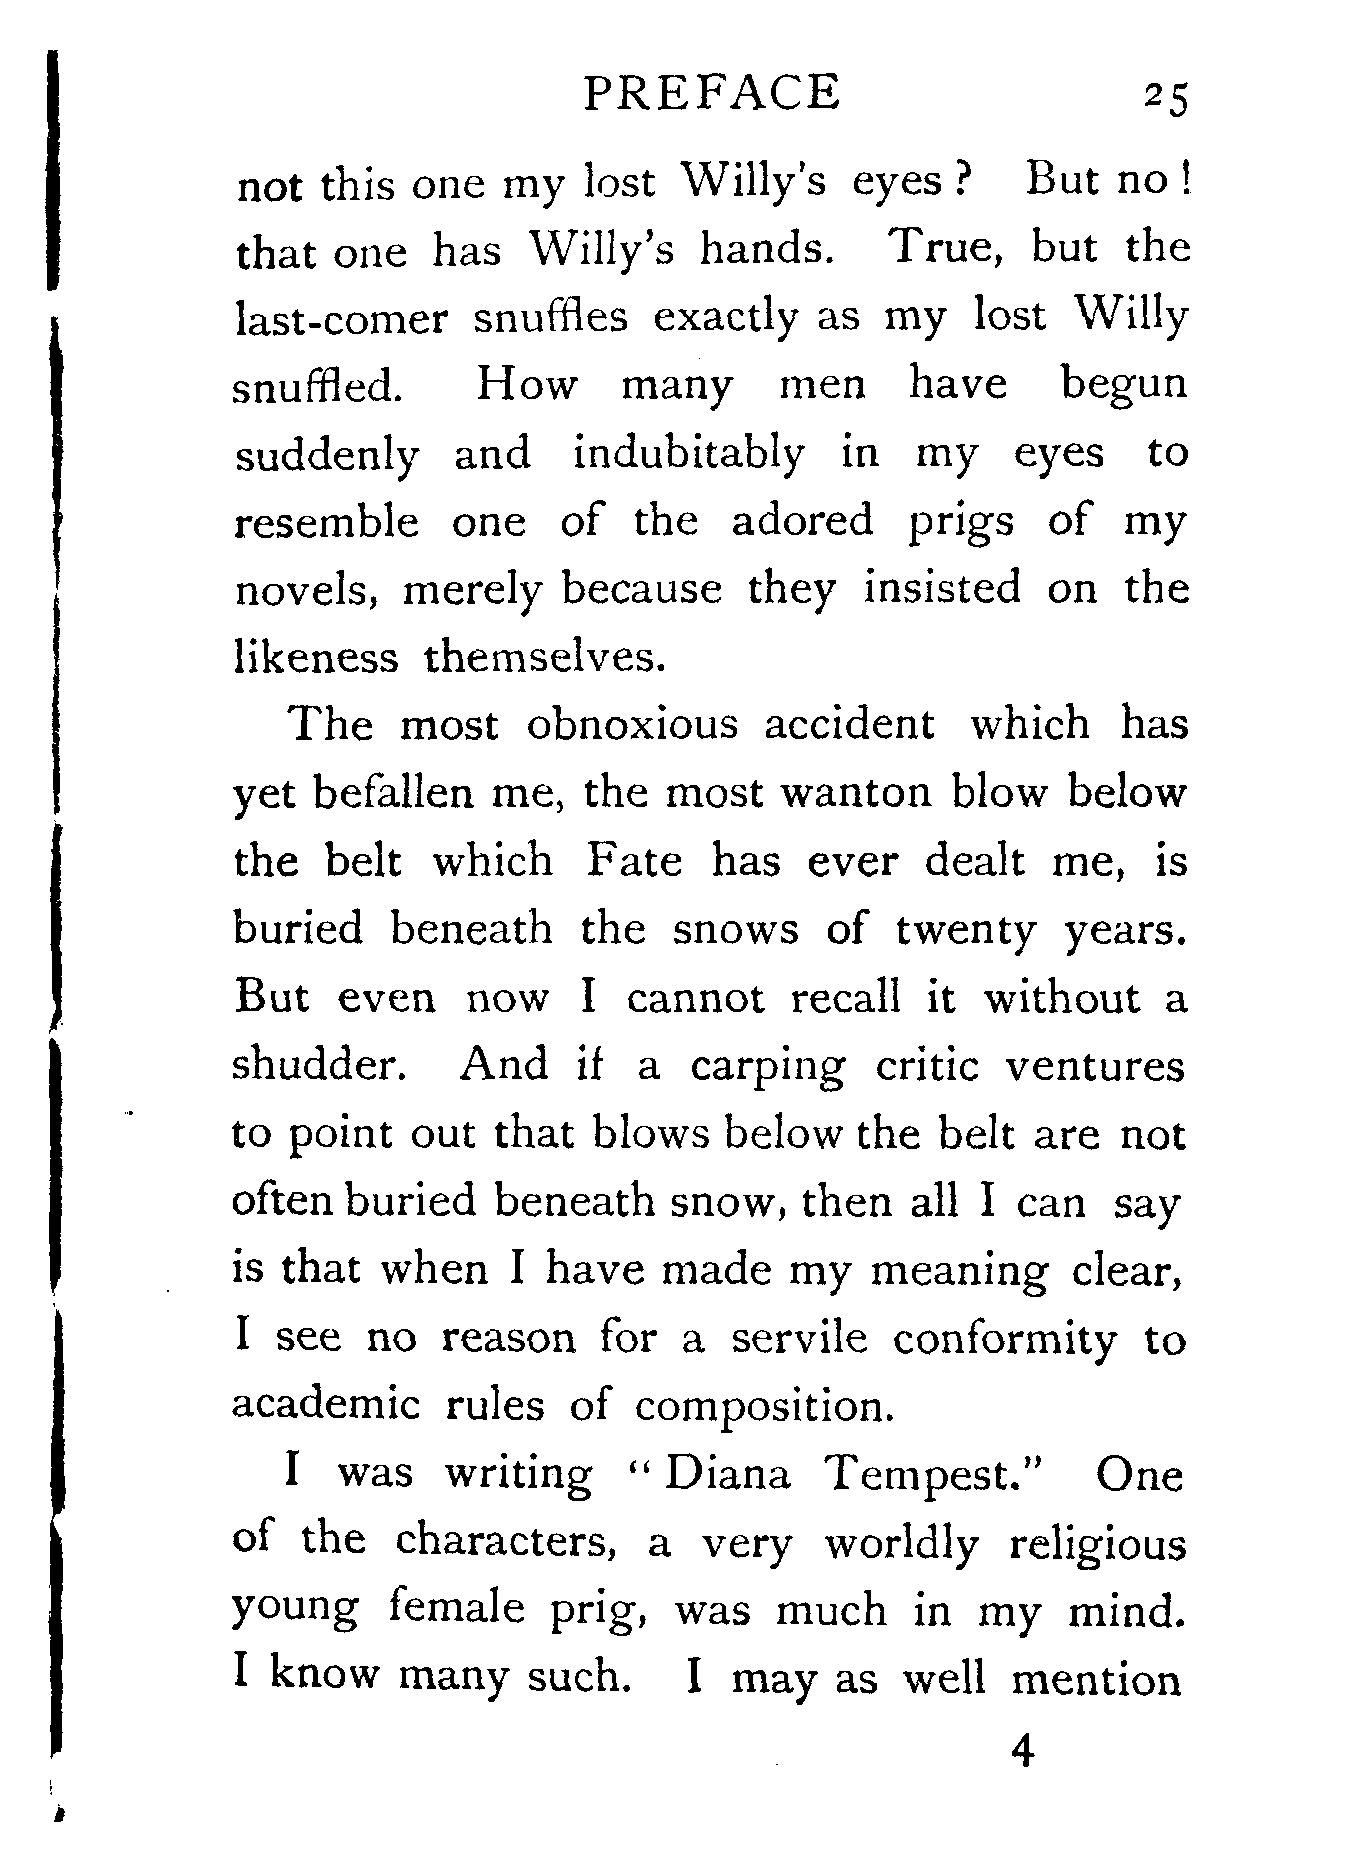 PREFACE 25
not this one my lost Willy's eyes? But no!
that one has Willy's hands. True, but the
last-comer snuffles exactly as my lost Willy
snuffled. How many men have begun
suddenly and indubitably in my eyes to
resemble one of the adored prigs of my
novels, merely because they insisted on the
likeness themselves.
The most obnoxious accident which has
yet befallen me, the most wanton blow below
the belt which Fate has ever dealt me, is
buried beneath the snows of twenty years.
But even now I cannot recall it without a
shudder. And if a carping critic ventures
to point out that blows below the belt are not
often buried beneath snow, then all I can say
is that when I have made my meaning clear,
I see no reason for a servile conformity to
academic rules of composition.
I was writing "Diana Tempest." One
of the characters, a very worldly religious
young female prig, was much in my mind.
I know many such. I may as well mention
4